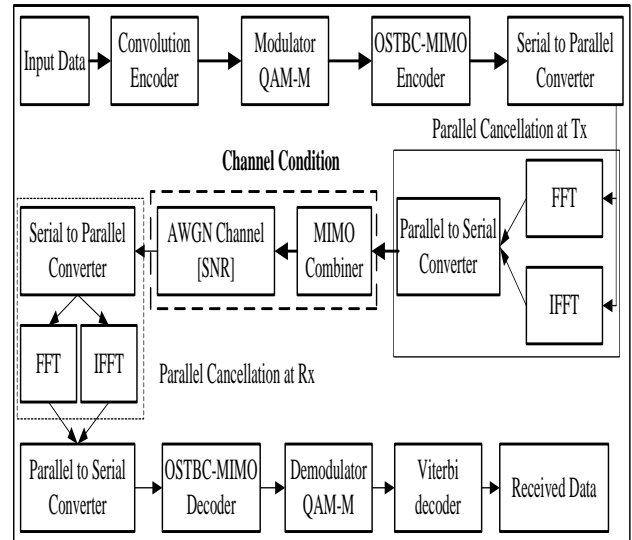 Input Data
Convolution
Encoder
Modulator
QAM-M
OSTBC-MIMO
Encoder
Serial to Parallel
Converter
Parallel Cancellation at Tx
FFT
IFFT
Parallel to Serial
Converter
Channel Condition
MIMO
Combiner
AWGN Channel
[SNR]
Serial to Parallel
Converter
FFT
IFFT
Parallel Cancellation at Rx
Parallel to Serial
Converter
OSTBC-MIMO
Decoder
Demodulator
QAM-M
Viterbi
decoder
Received Data